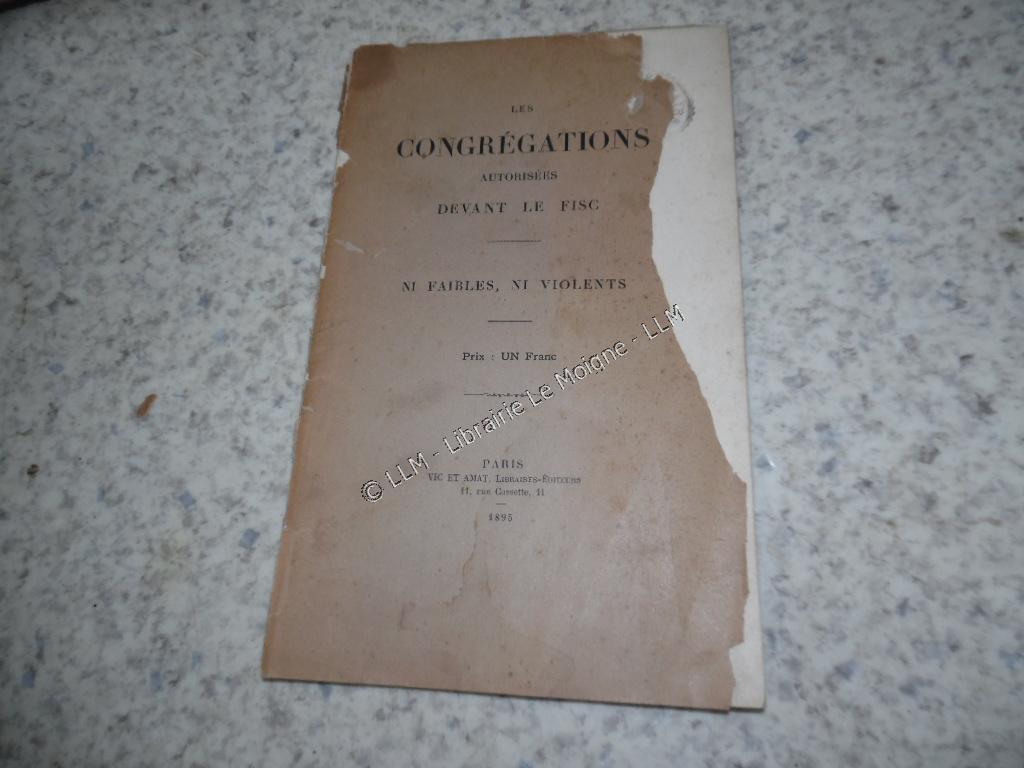 LES
CONGRÉGATIONS
AUTORISÉES
DEVANT LE FISC
NI FAIBLES, NI VIOLENTS
Prix : UN Franc
© LLM - Librairie Le Moigne - LLM
PARIS
VIC ET AMAT, LIBRAIRES-ÉDITEURS
11, rue Cassette, 11
1895